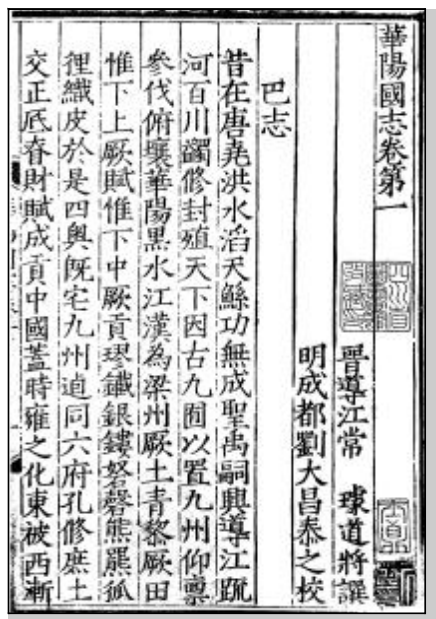 華陽國志卷第一
晉導江常 璩道將譔
明成都劉大昌泰之校
巴志
昔在唐堯洪水滔天鯀功無成聖禹嗣興導江疏
河百川蠲修封殖天下因古九囿以置九州仰禀
參伐俯壤華陽黑水江漢為梁州厥土青黎厥田
惟下上厥賦惟下中厥貢璆鐵銀鏤砮磬熊羆狐
狸織皮於是四奧既宅九州逌同六府孔修庶土
交正厎眘財賦成貢中國蓋時雍之化東被西漸